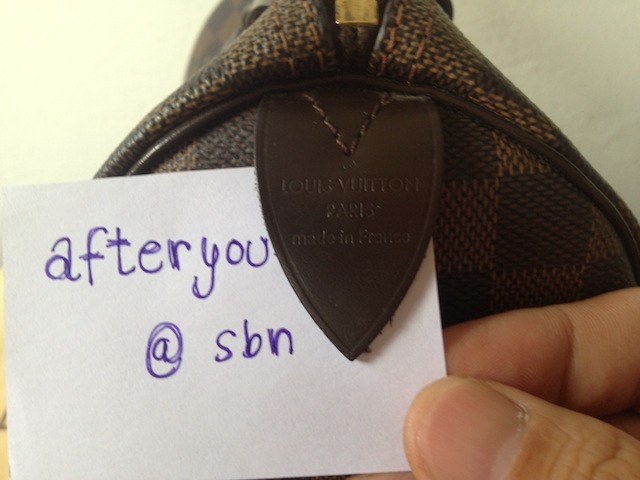 LOUIS VUITTON
PARIS
made in France
afteryou
@ sbn